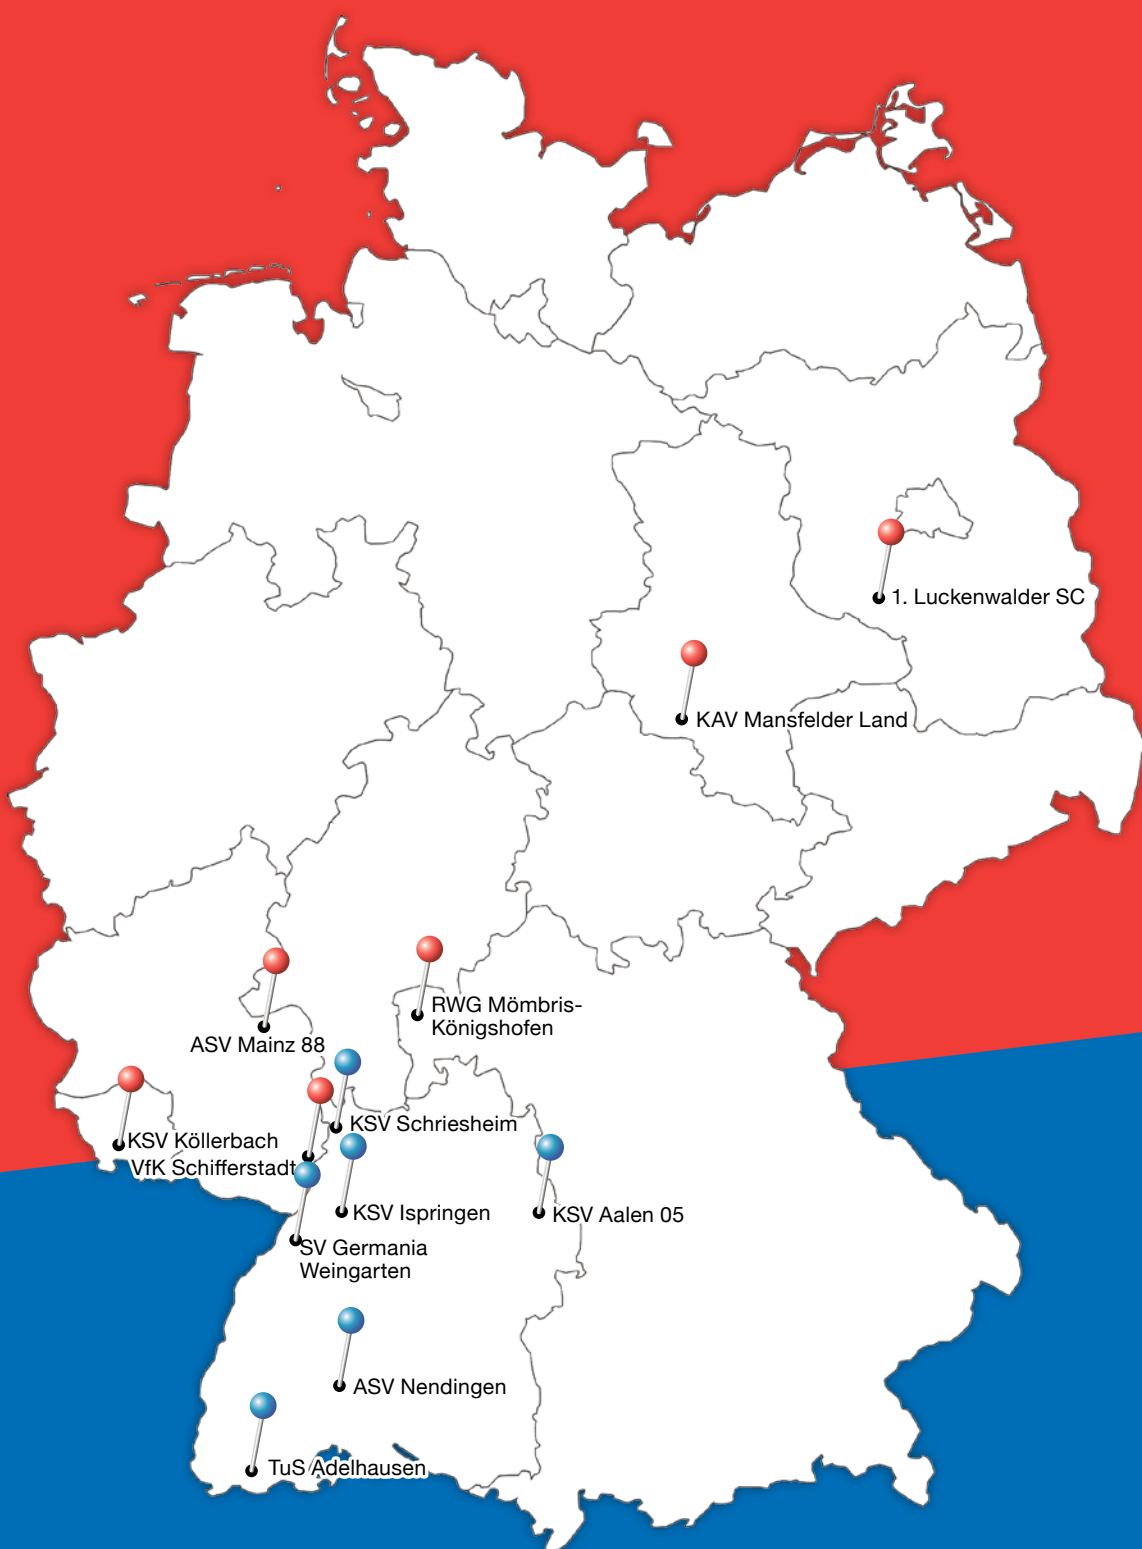 1. Luckenwalder SC
KAV Mansfelder Land
RWG Mömbris-
Königshofen
ASV Mainz 88
KSV Schriesheim
KSV Köllerbach
VfK Schifferstadt
KSV Ispringen
KSV Aalen 05
SV Germania
Weingarten
ASV Nendingen
TuS Adelhausen